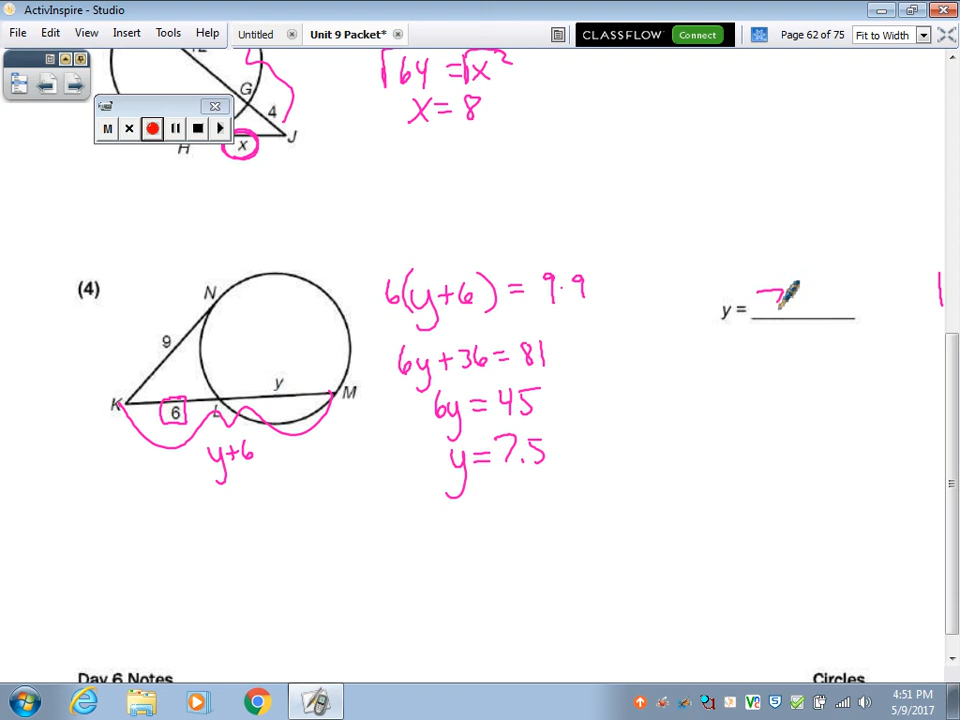 ActivInspire - Studio
File Edit View Insert Tools Help Untitled Unit 9 Packet* CLASSFLOW Connect Page 62 of 75 Fit to Width
12
√64 = √x²
G
x = 8
4
M
H x J
(4)
N
6(y+6) = 9·9
y = 7
9
6y + 36 = 81
y
K 6 L M
6y = 45
y+6
y = 7.5
Day 6 Notes Circles
4:51 PM
5/9/2017